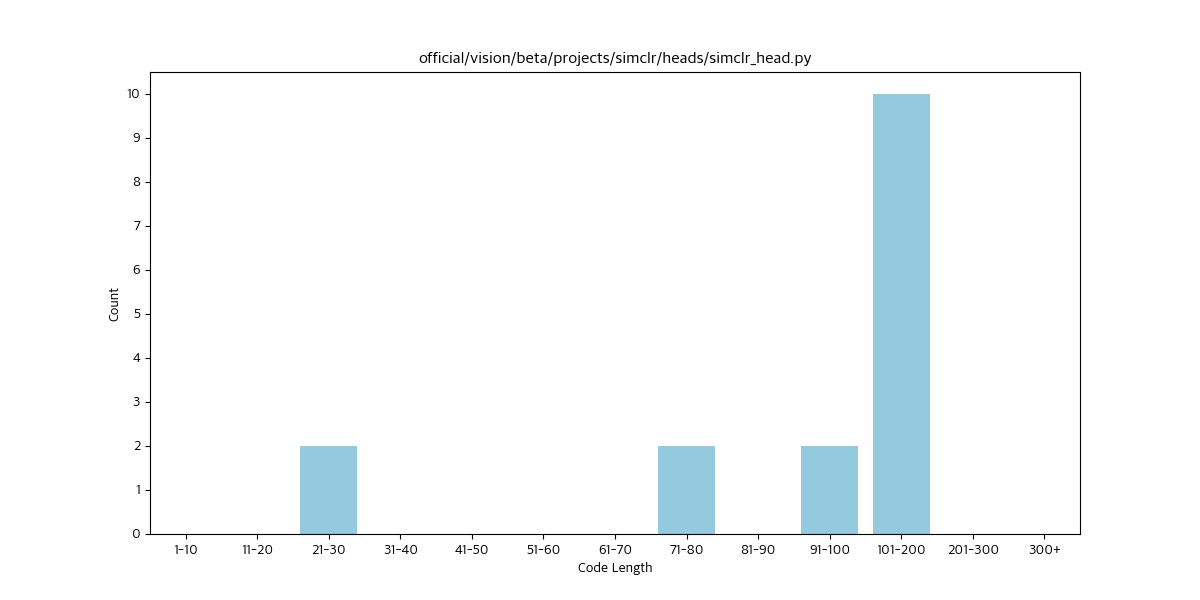 official/vision/beta/projects/simclr/heads/simclr_head.py
10
9
8
7
6
5
4
3
2
1
0
Count
1-10 11-20 21-30 31-40 41-50 51-60 61-70 71-80 81-90 91-100 101-200 201-300 300+
Code Length